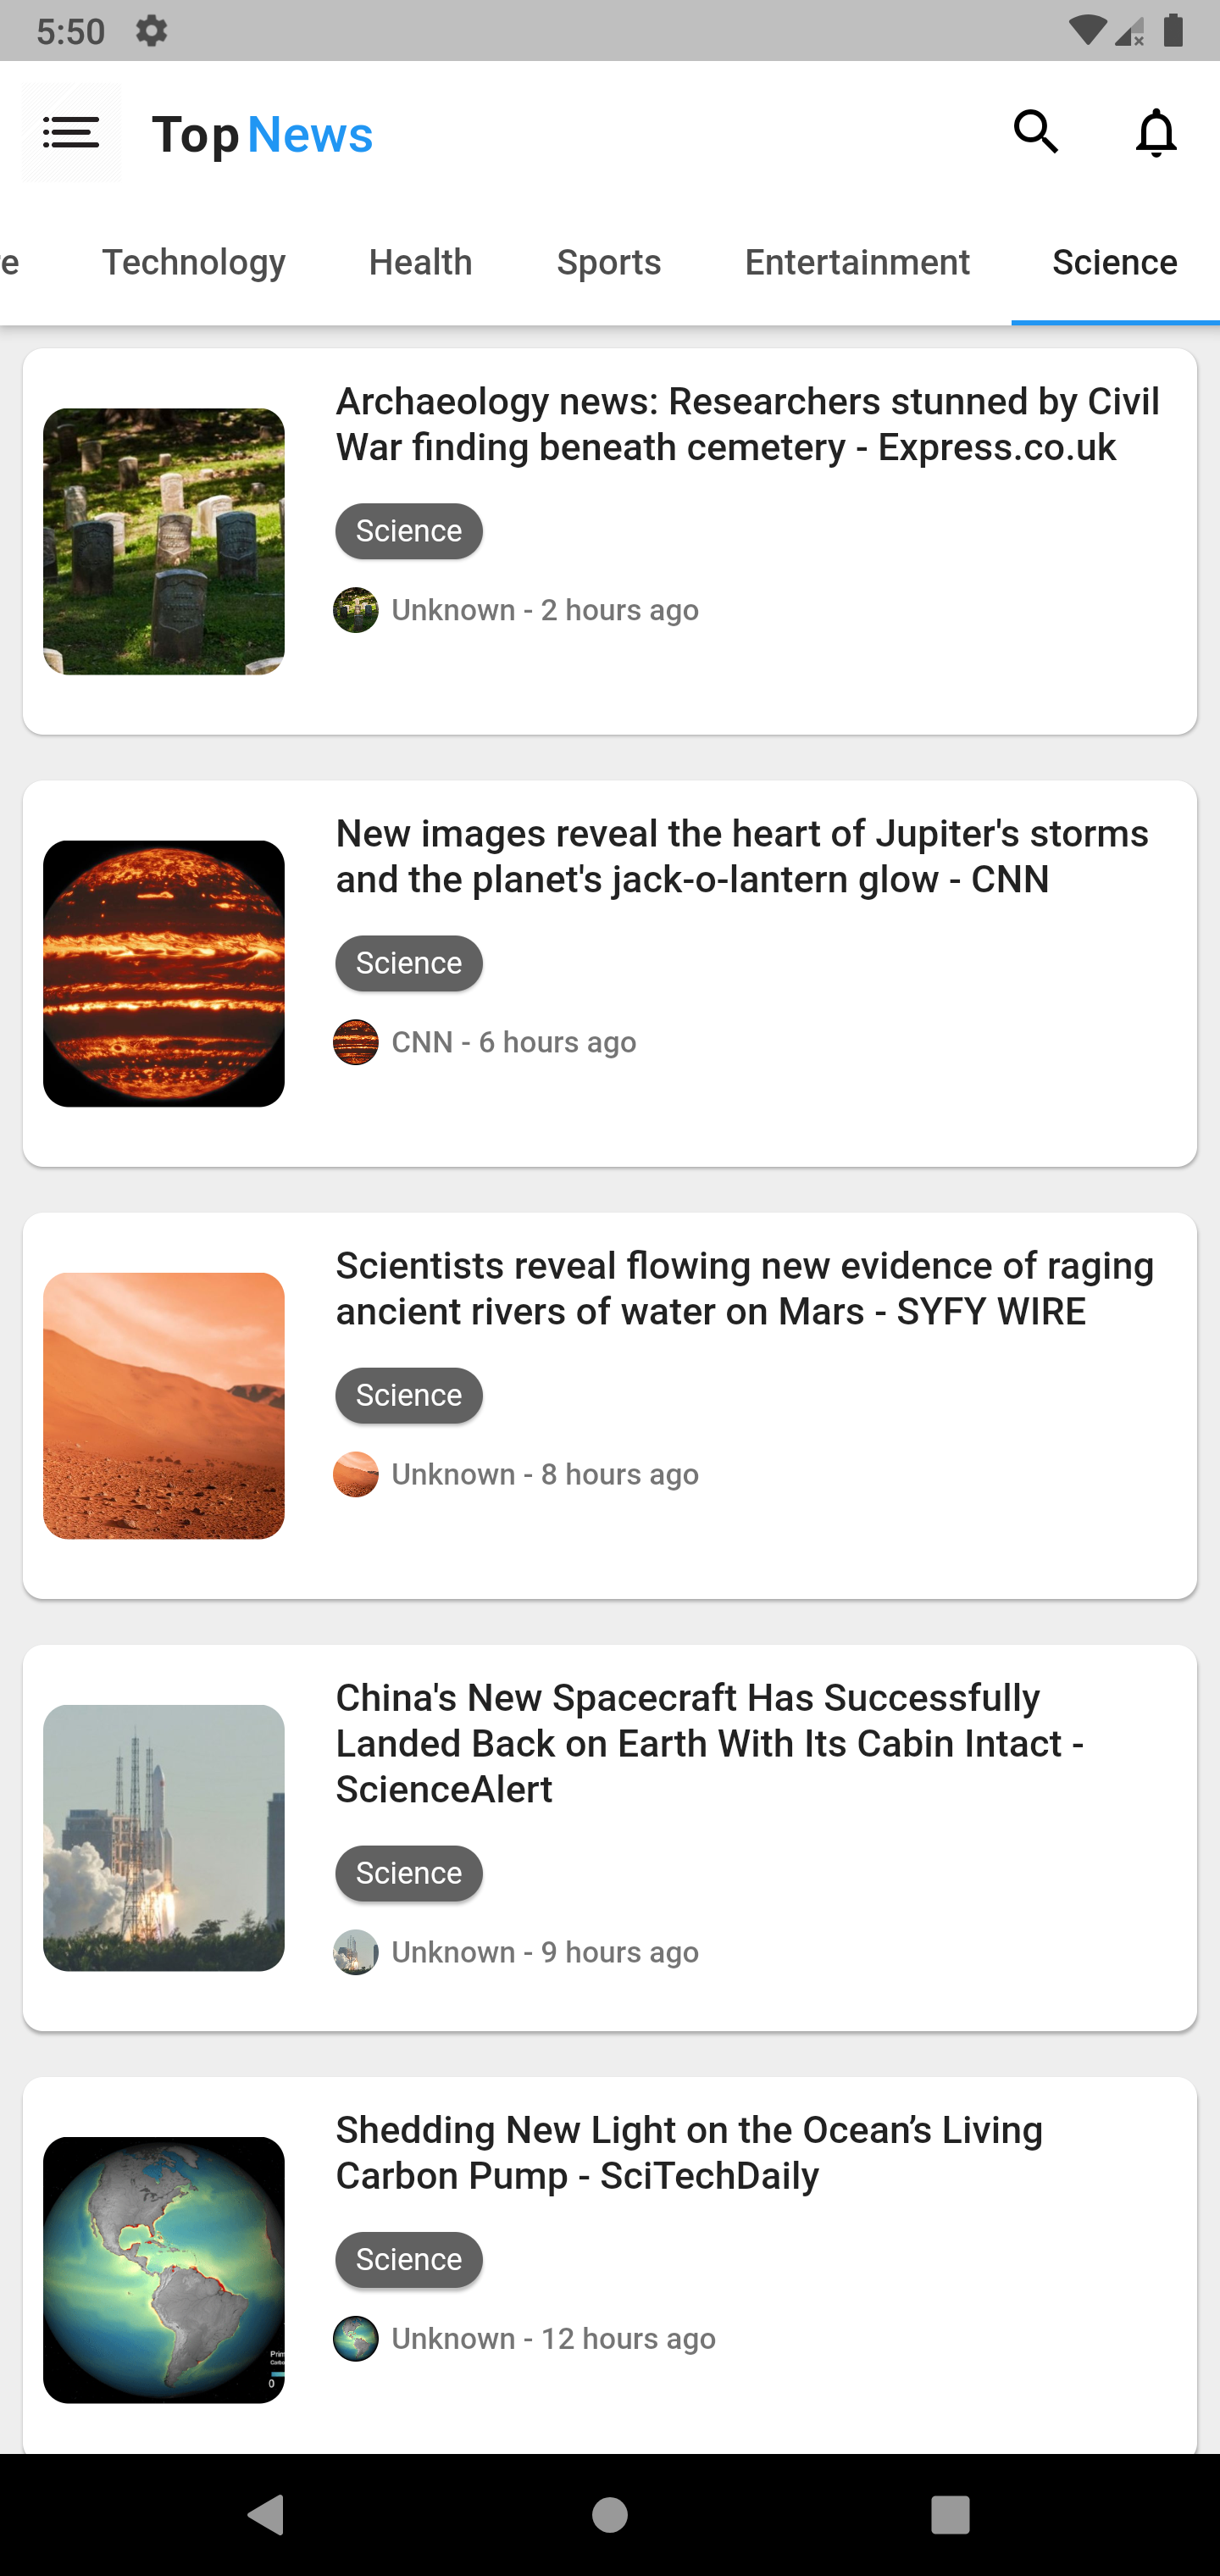 5:50
Top News
re Technology Health Sports Entertainment Science
Archaeology news: Researchers stunned by Civil
War finding beneath cemetery - Express.co.uk
Science
Unknown - 2 hours ago
New images reveal the heart of Jupiter's storms
and the planet's jack-o-lantern glow - CNN
Science
CNN - 6 hours ago
Scientists reveal flowing new evidence of raging
ancient rivers of water on Mars - SYFY WIRE
Science
Unknown - 8 hours ago
China's New Spacecraft Has Successfully
Landed Back on Earth With Its Cabin Intact -
ScienceAlert
Science
Unknown - 9 hours ago
Shedding New Light on the Ocean’s Living
Carbon Pump - SciTechDaily
Science
0
Unknown - 12 hours ago